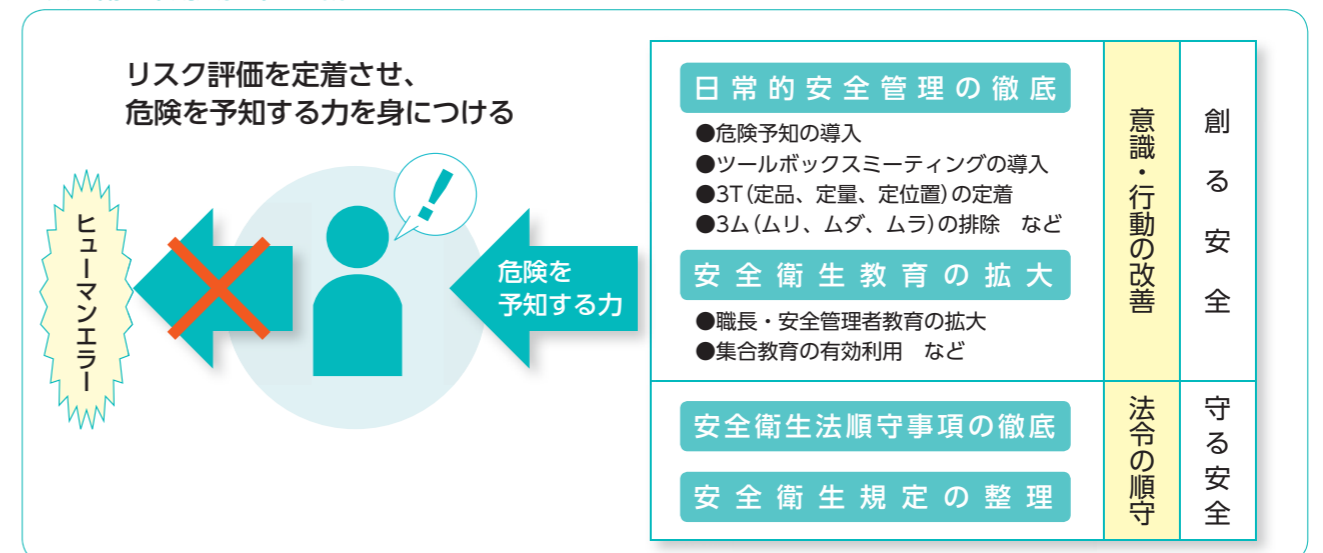 リスク評価を定着させ、
危険を予知する力を身につける
ヒューマンエラー
!
危険を
予知する力
日常的安全管理の徹底
●危険予知の導入
●ツールボックスミーティングの導入
●3T(定品、定量、定位置)の定着
●3ム(ムリ、ムダ、ムラ)の排除 など
安全衛生教育の拡大
●職長・安全管理者教育の拡大
●集合教育の有効利用 など
意識・行動の改善
創る安全
安全衛生法順守事項の徹底
安全衛生規定の整理
法令の順守
守る安全